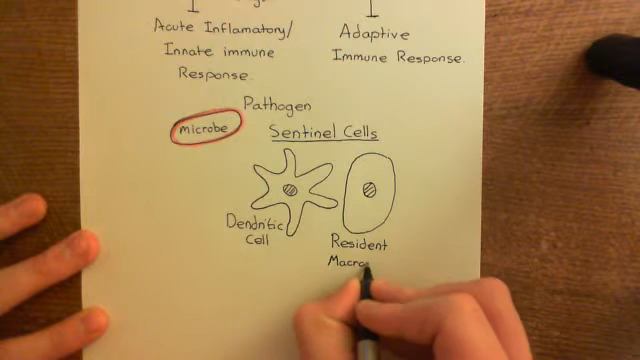 Acute Inflamatory/
Innate immune
Response.
Adaptive
Immune Response.
Pathogen
Microbe
Sentinel Cells
Dendritic
Cell
Resident
Macro